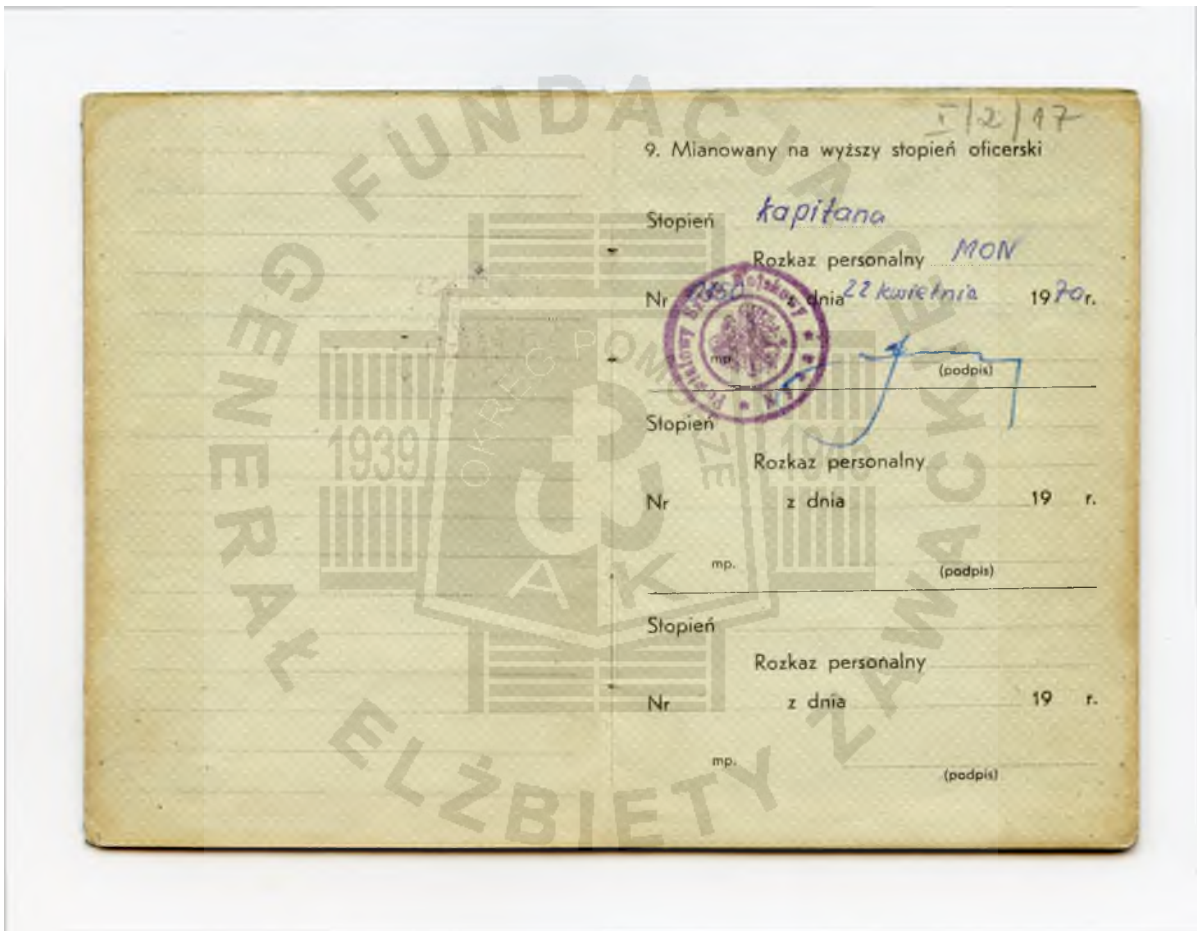 I/2/17
9. Mianowany na wyższy stopień oficerski
Stopień kapitana
Rozkaz personalny MON
Nr z dnia 22 kwietnia 1970 r.
mp.
(podpis)
Stopień
Rozkaz personalny
Nr z dnia 19 r.
mp.
(podpis)
Stopień
Rozkaz personalny
Nr z dnia 19 r.
mp.
(podpis)
FUNDACJA
GENERAŁ ELŻBIETY ZAWACKIEJ
OKRĘG POMORZE
1939
AK